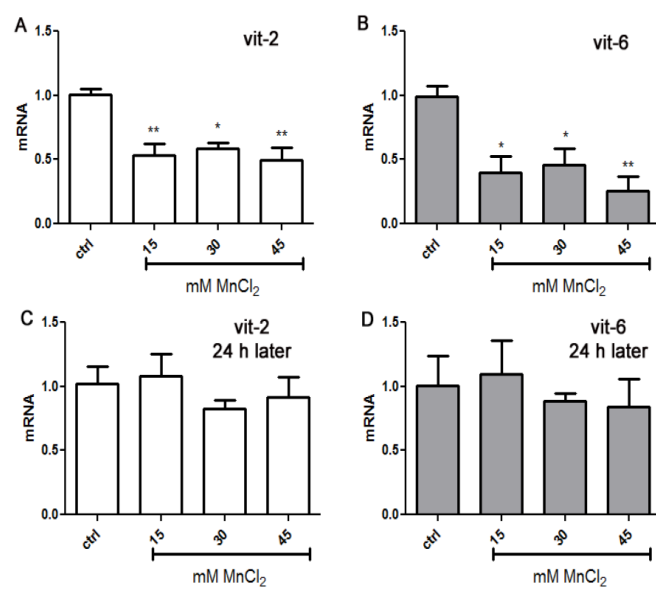 A
vit-2
mRNA
1.5
1.0
0.5
0.0
**
*
**
ctrl
15
30
45
mM MnCl₂
B
vit-6
mRNA
1.5
1.0
0.5
0.0
*
*
**
ctrl
15
30
45
mM MnCl₂
C
vit-2
24 h later
mRNA
1.5
1.0
0.5
0.0
ctrl
15
30
45
mM MnCl₂
D
vit-6
24 h later
mRNA
1.5
1.0
0.5
0.0
ctrl
15
30
45
mM MnCl₂